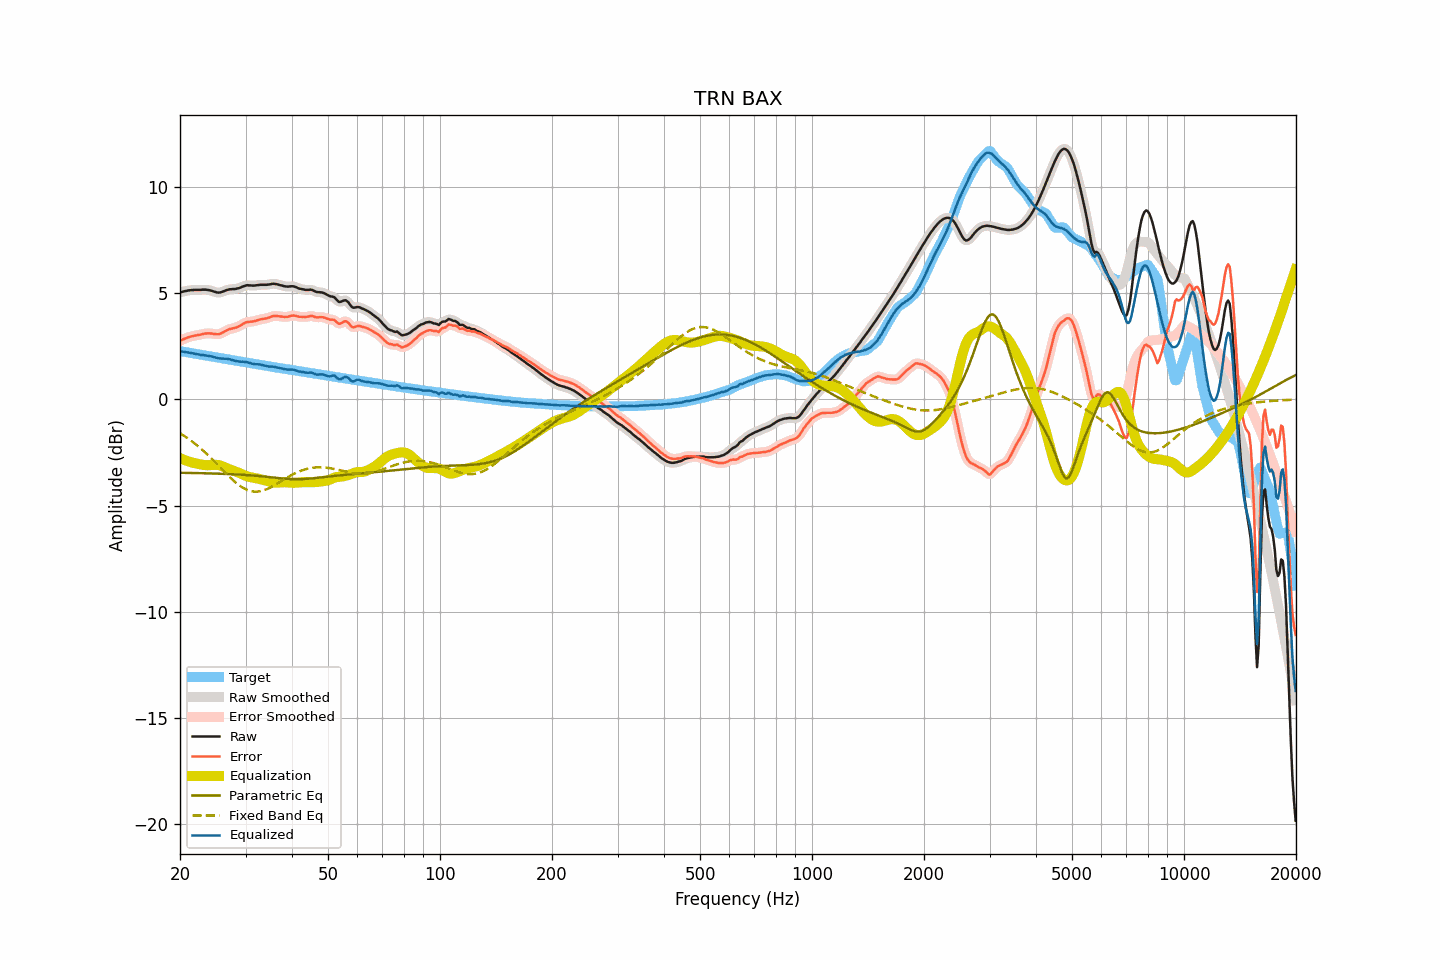 TRN BAX
Amplitude (dBr)
10
5
0
−5
−10
−15
−20
Target
Raw Smoothed
Error Smoothed
Raw
Error
Equalization
Parametric Eq
Fixed Band Eq
Equalized
20 50 100 200 500 1000 2000 5000 10000 20000
Frequency (Hz)